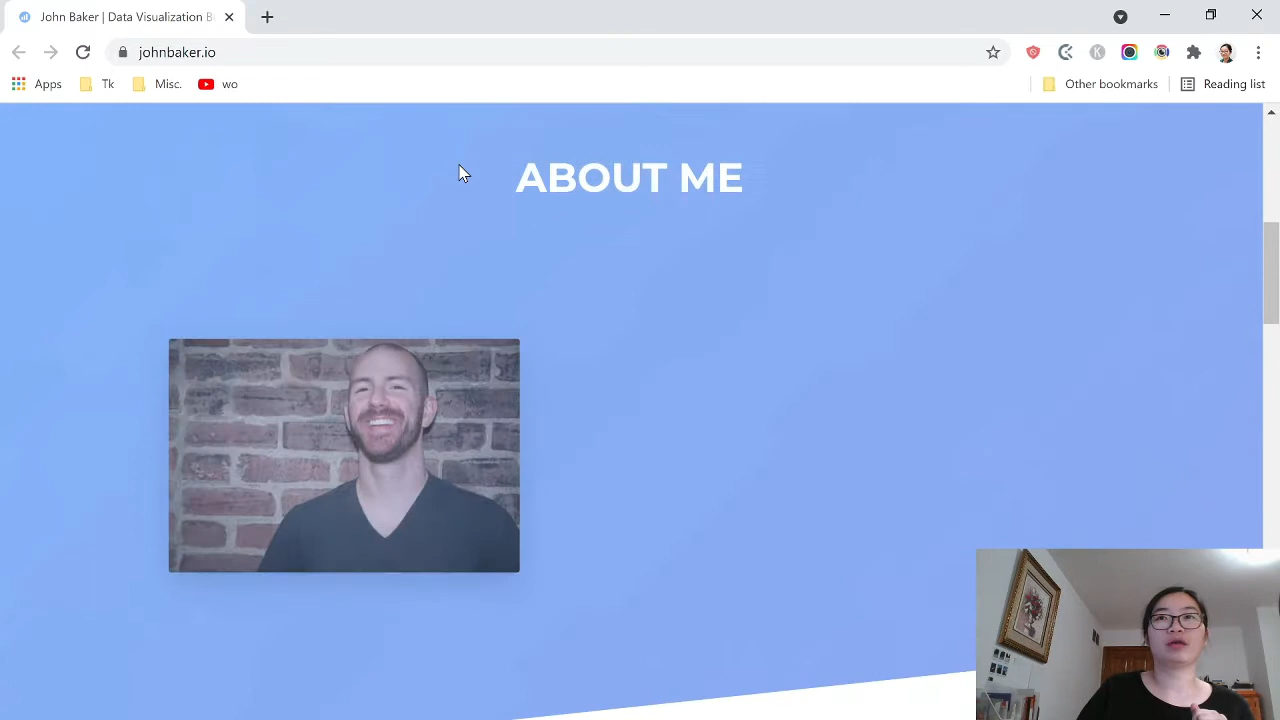 John Baker | Data Visualization B
johnbaker.io
Apps Tk Misc. wo Other bookmarks Reading list
ABOUT ME